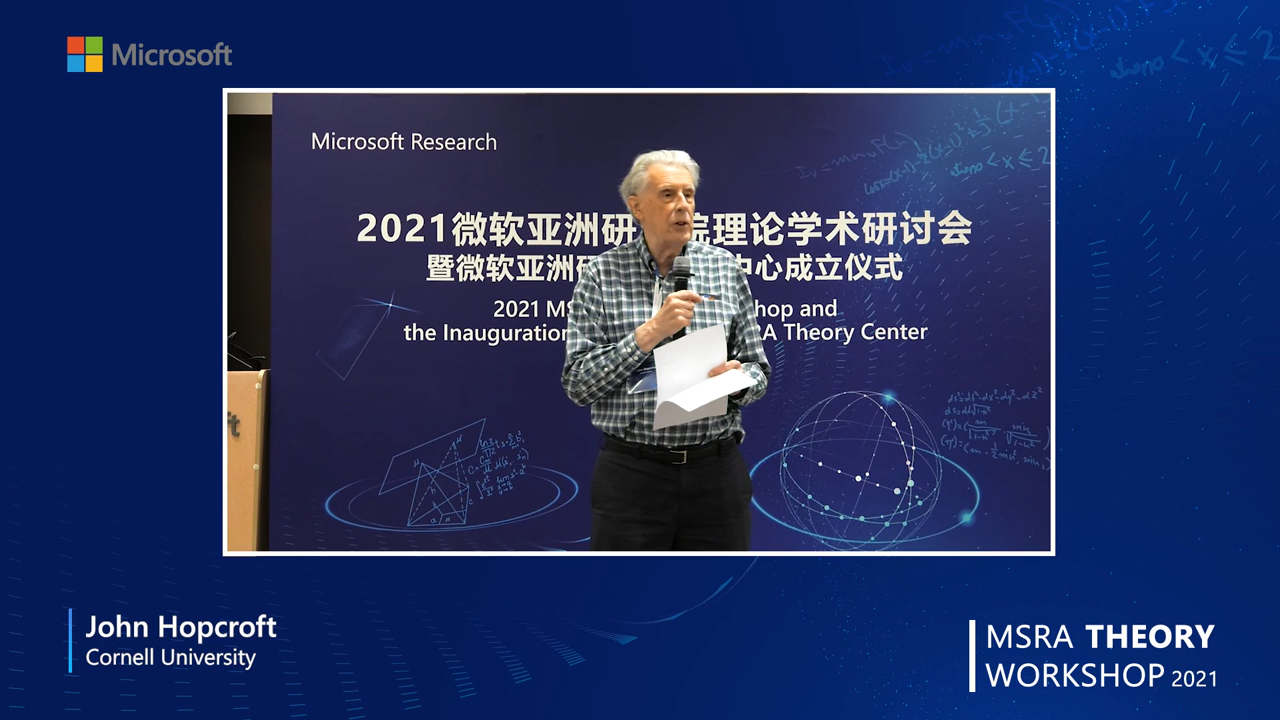 Microsoft
Microsoft Research
2021微软亚洲研 院理论学术研讨会
暨微软亚洲研 中心成立仪式
2021 MS hop and
the Inauguration RA Theory Center
John Hopcroft
Cornell University
MSRA THEORY
WORKSHOP 2021